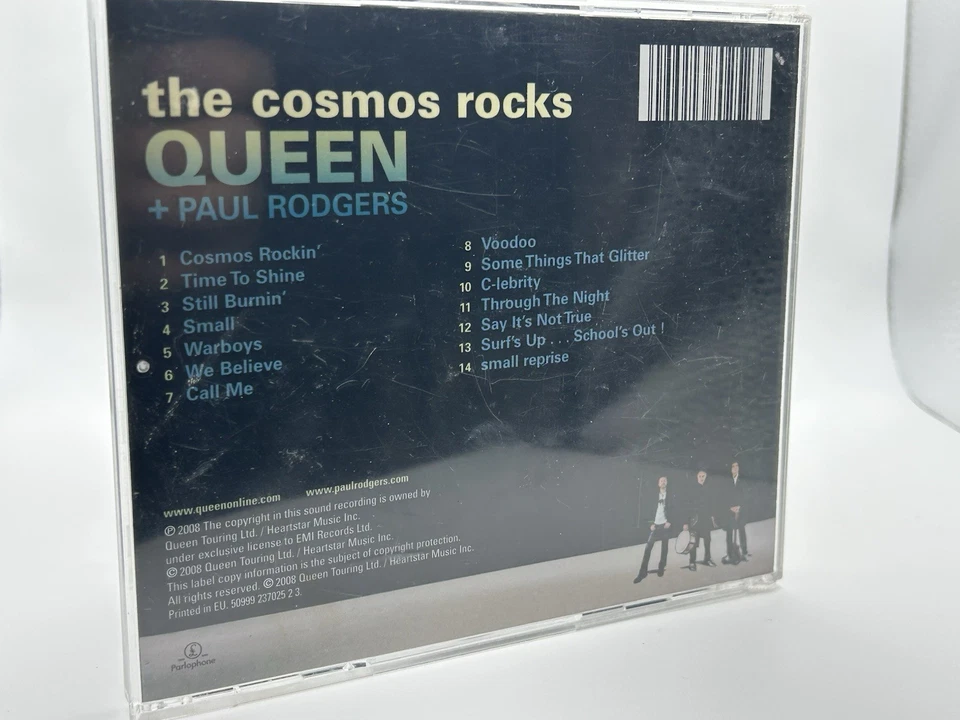 the cosmos rocks
QUEEN
+ PAUL RODGERS
1 Cosmos Rockin'
2 Time To Shine
3 Still Burnin'
4 Small
5 Warboys
6 We Believe
7 Call Me
8 Voodoo
9 Some Things That Glitter
10 C-lebrity
11 Through The Night
12 Say It's Not True
13 Surf's Up . . . School's Out !
14 small reprise
www.queenonline.com www.paulrodgers.com
℗ 2008 The copyright in this sound recording is owned by
Queen Touring Ltd. / Heartstar Music Inc.
under exclusive license to EMI Records Ltd.
© 2008 Queen Touring Ltd. / Heartstar Music Inc.
This label copy information is the subject of copyright protection.
All rights reserved. © 2008 Queen Touring Ltd. / Heartstar Music Inc.
Printed in EU. 50999 237025 2 3.
£
Parlophone